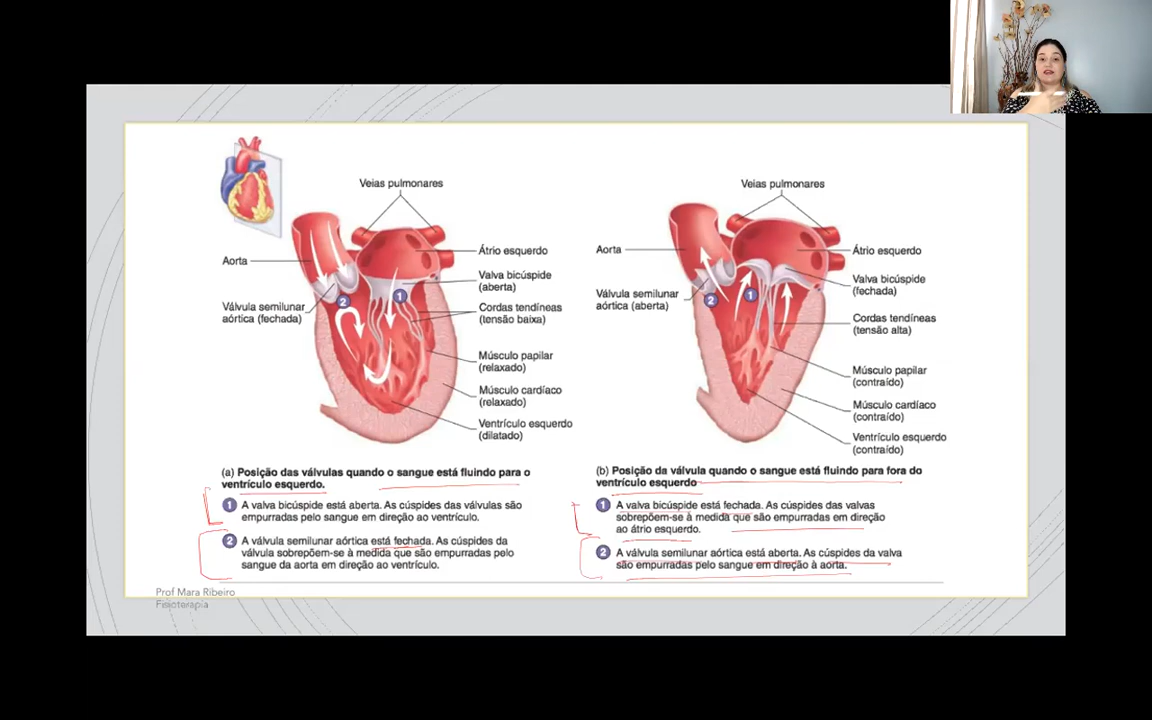 Veias pulmonares
Átrio esquerdo
Aorta
Valva bicúspide
(aberta)
Válvula semilunar
aórtica (fechada)
Cordas tendíneas
(tensão baixa)
Músculo papilar
(relaxado)
Músculo cardíaco
(relaxado)
Ventrículo esquerdo
(dilatado)
2
1
(a) Posição das válvulas quando o sangue está fluindo para o
ventrículo esquerdo.
1 A valva bicúspide está aberta. As cúspides das válvulas são
empurradas pelo sangue em direção ao ventrículo.
2 A válvula semilunar aórtica está fechada. As cúspides da
válvula sobrepõem-se à medida que são empurradas pelo
sangue da aorta em direção ao ventrículo.
Veias pulmonares
Aorta
Átrio esquerdo
Valva bicúspide
(fechada)
Válvula semilunar
aórtica (aberta)
Cordas tendíneas
(tensão alta)
Músculo papilar
(contraído)
Músculo cardíaco
(contraído)
Ventrículo esquerdo
(contraído)
2
1
(b) Posição da válvula quando o sangue está fluindo para fora do
ventrículo esquerdo
1 A valva bicúspide está fechada. As cúspides das valvas
sobrepõem-se à medida que são empurradas em direção
ao átrio esquerdo.
2 A válvula semilunar aórtica está aberta. As cúspides da valva
são empurradas pelo sangue em direção à aorta.
Prof Mara Ribeiro
Fisioterapia